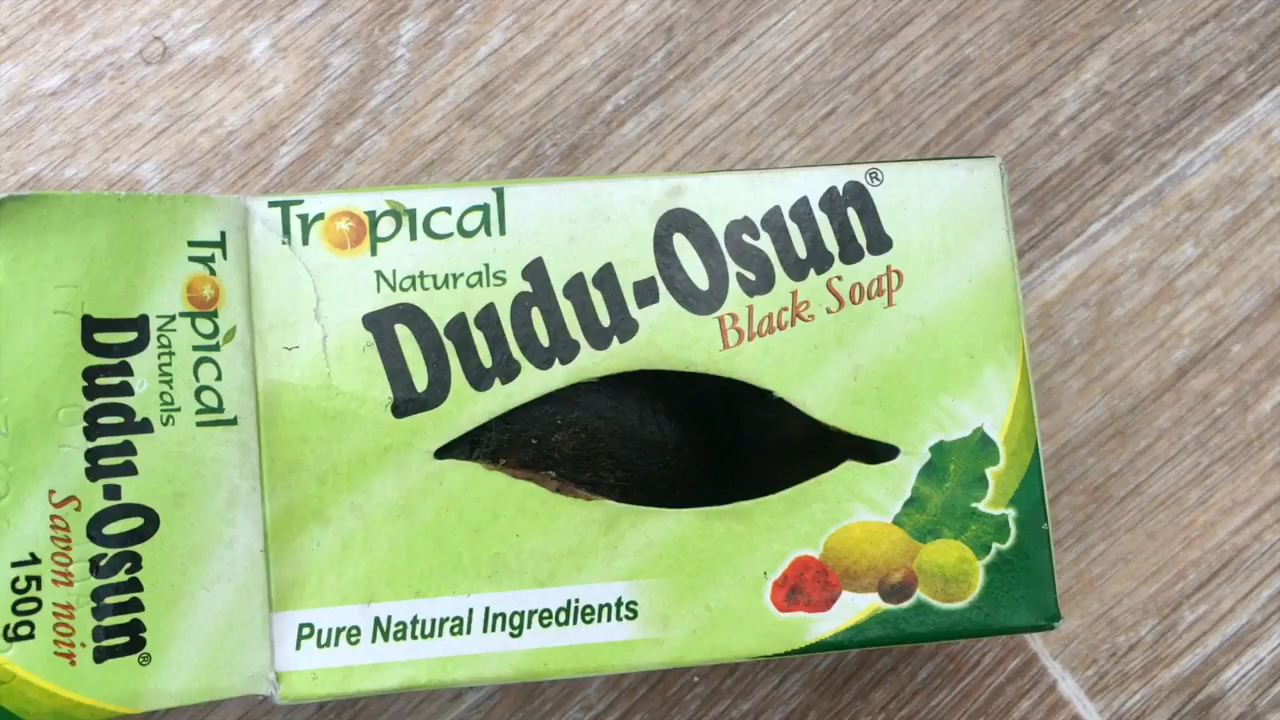 Tropical
Naturals
Dudu-Osun®
Black Soap
Pure Natural Ingredients
Tropical
Naturals
Dudu-Osun®
Savon noir
150g